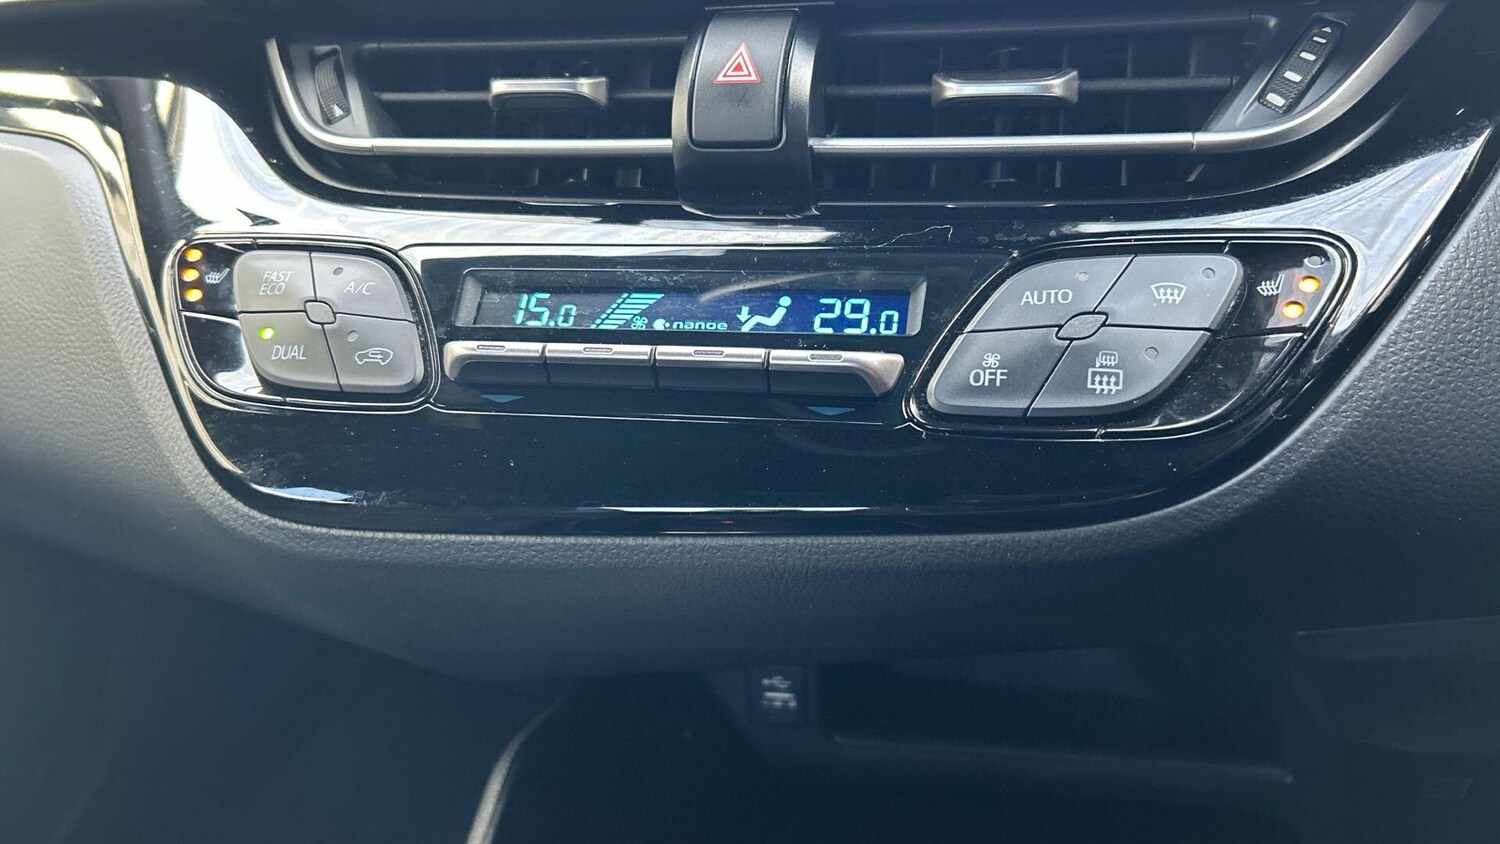 FAST
ECO
A/C
DUAL
15.0
nanoe
29.0
AUTO
OFF